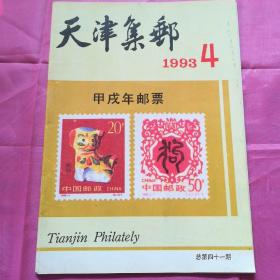 天津集邮
1993 4
甲戌年邮票
20分
中国邮政 CHINA
中国邮政 50分
CHINA
Tianjin Philately
总第四十一期